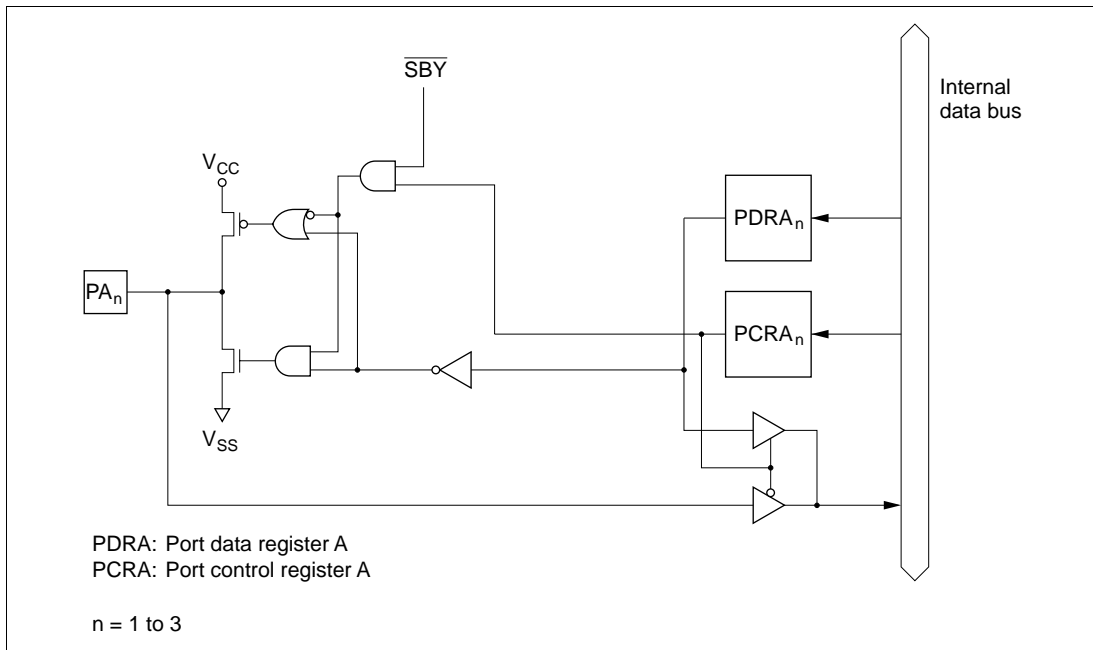 SBY
Internal
data bus
VCC
PDRAn
PAn
PCRAn
VSS
PDRA: Port data register A
PCRA: Port control register A
n = 1 to 3